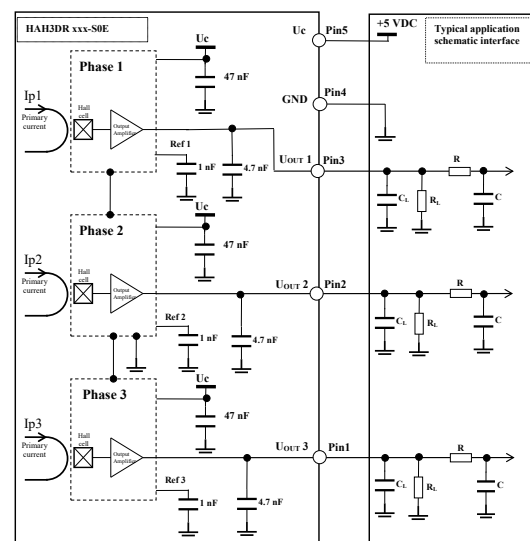 HAH3DR xxx-S0E
Uc
Pin5
+5 VDC
Typical application
schematic interface
Phase 1
Uc
47 nF
GND
Pin4
Ip1
Primary
current
Hall
cell
Output
Amplifier
Ref 1
1 nF
4.7 nF
UOUT 1
Pin3
R
CL
RL
C
Phase 2
Uc
47 nF
Ip2
Primary
current
Hall
cell
Output
Amplifier
UOUT 2
Pin2
R
Ref 2
1 nF
4.7 nF
CL
RL
C
Phase 3
Uc
47 nF
Ip3
Primary
current
Hall
cell
Output
Amplifier
UOUT 3
Pin1
R
Ref 3
1 nF
4.7 nF
CL
RL
C